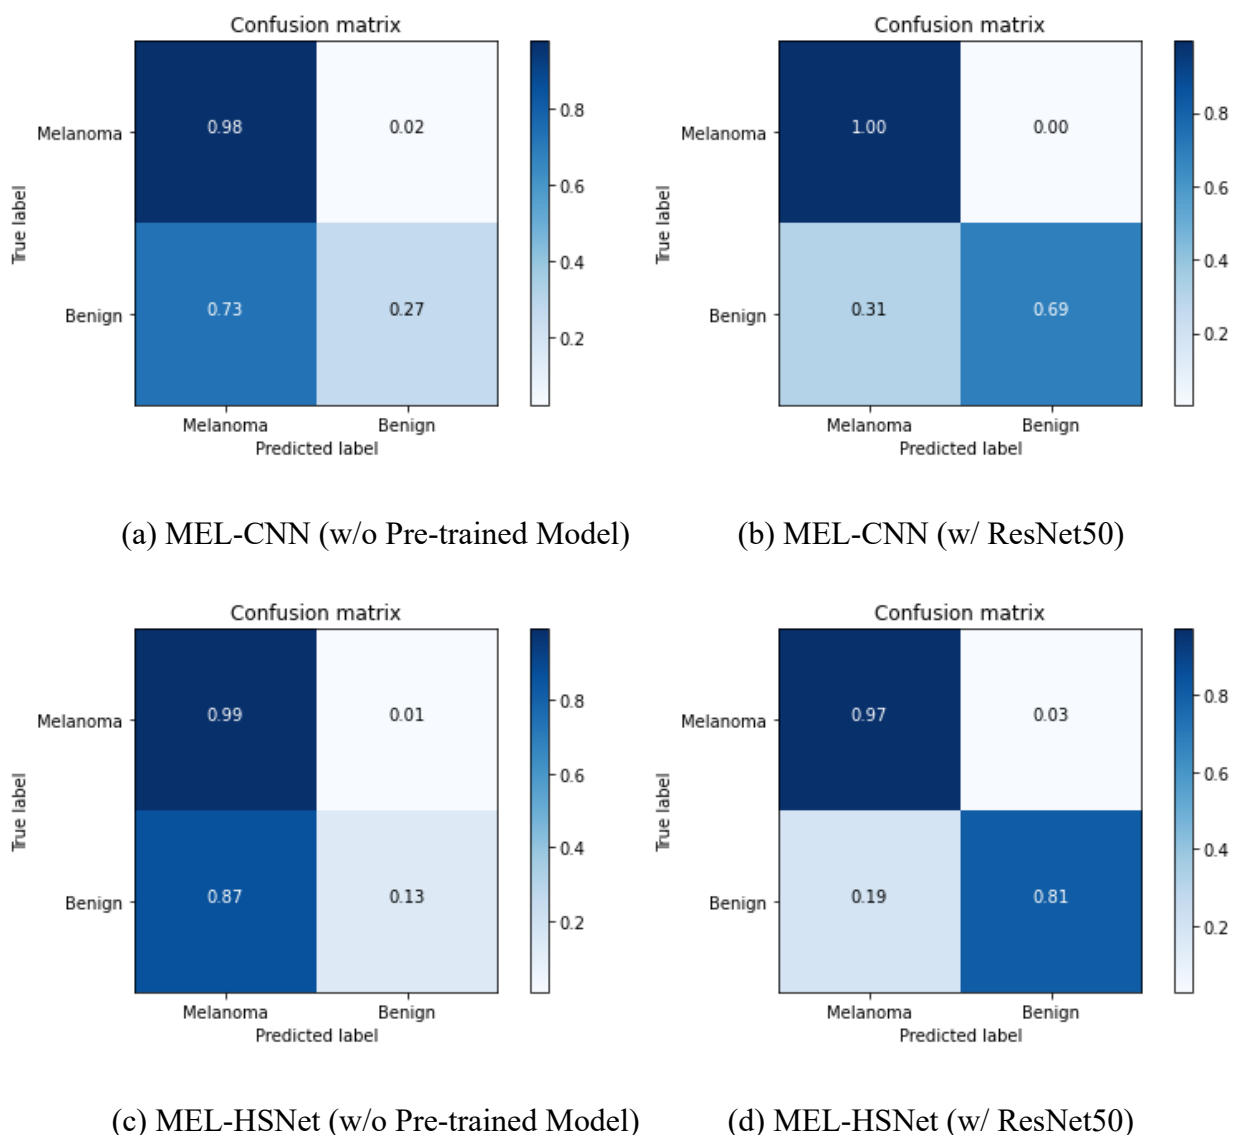 Confusion matrix
Melanoma
Benign
True label
0.98
0.02
0.73
0.27
Melanoma Benign
Predicted label
0.8
0.6
0.4
0.2
(a) MEL-CNN (w/o Pre-trained Model)
Confusion matrix
Melanoma
Benign
True label
1.00
0.00
0.31
0.69
Melanoma Benign
Predicted label
0.8
0.6
0.4
0.2
(b) MEL-CNN (w/ ResNet50)
Confusion matrix
Melanoma
Benign
True label
0.99
0.01
0.87
0.13
Melanoma Benign
Predicted label
0.8
0.6
0.4
0.2
(c) MEL-HSNet (w/o Pre-trained Model)
Confusion matrix
Melanoma
Benign
True label
0.97
0.03
0.19
0.81
Melanoma Benign
Predicted label
0.8
0.6
0.4
0.2
(d) MEL-HSNet (w/ ResNet50)